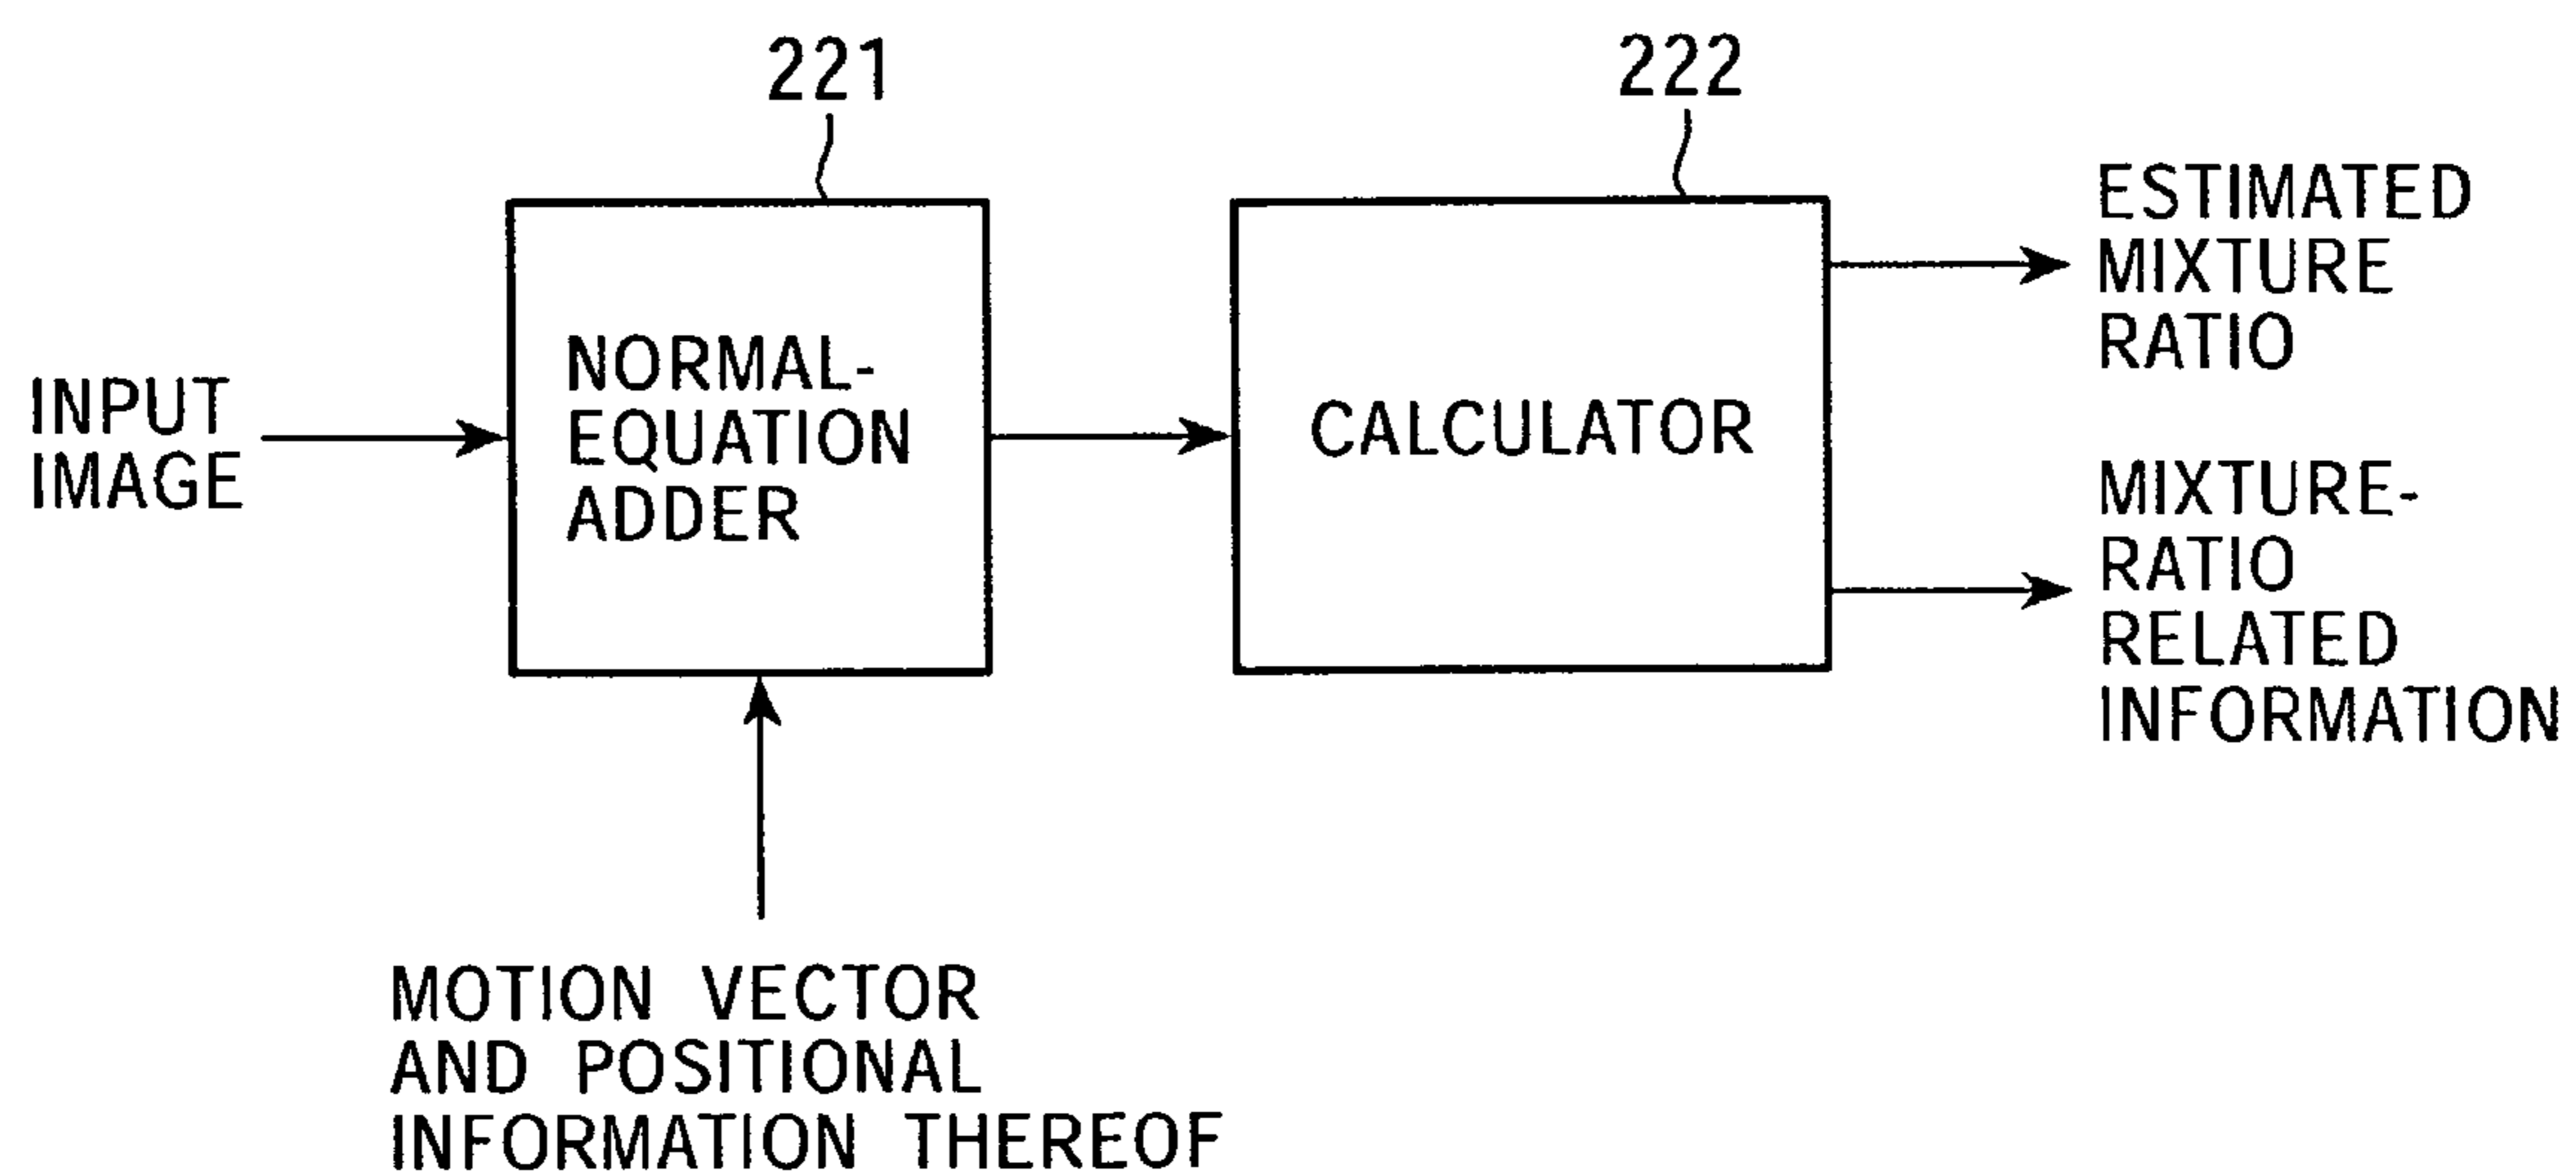 221
222
INPUT
IMAGE
NORMAL-
EQUATION
ADDER
CALCULATOR
ESTIMATED
MIXTURE
RATIO
MIXTURE-
RATIO
RELATED
INFORMATION
MOTION VECTOR
AND POSITIONAL
INFORMATION THEREOF